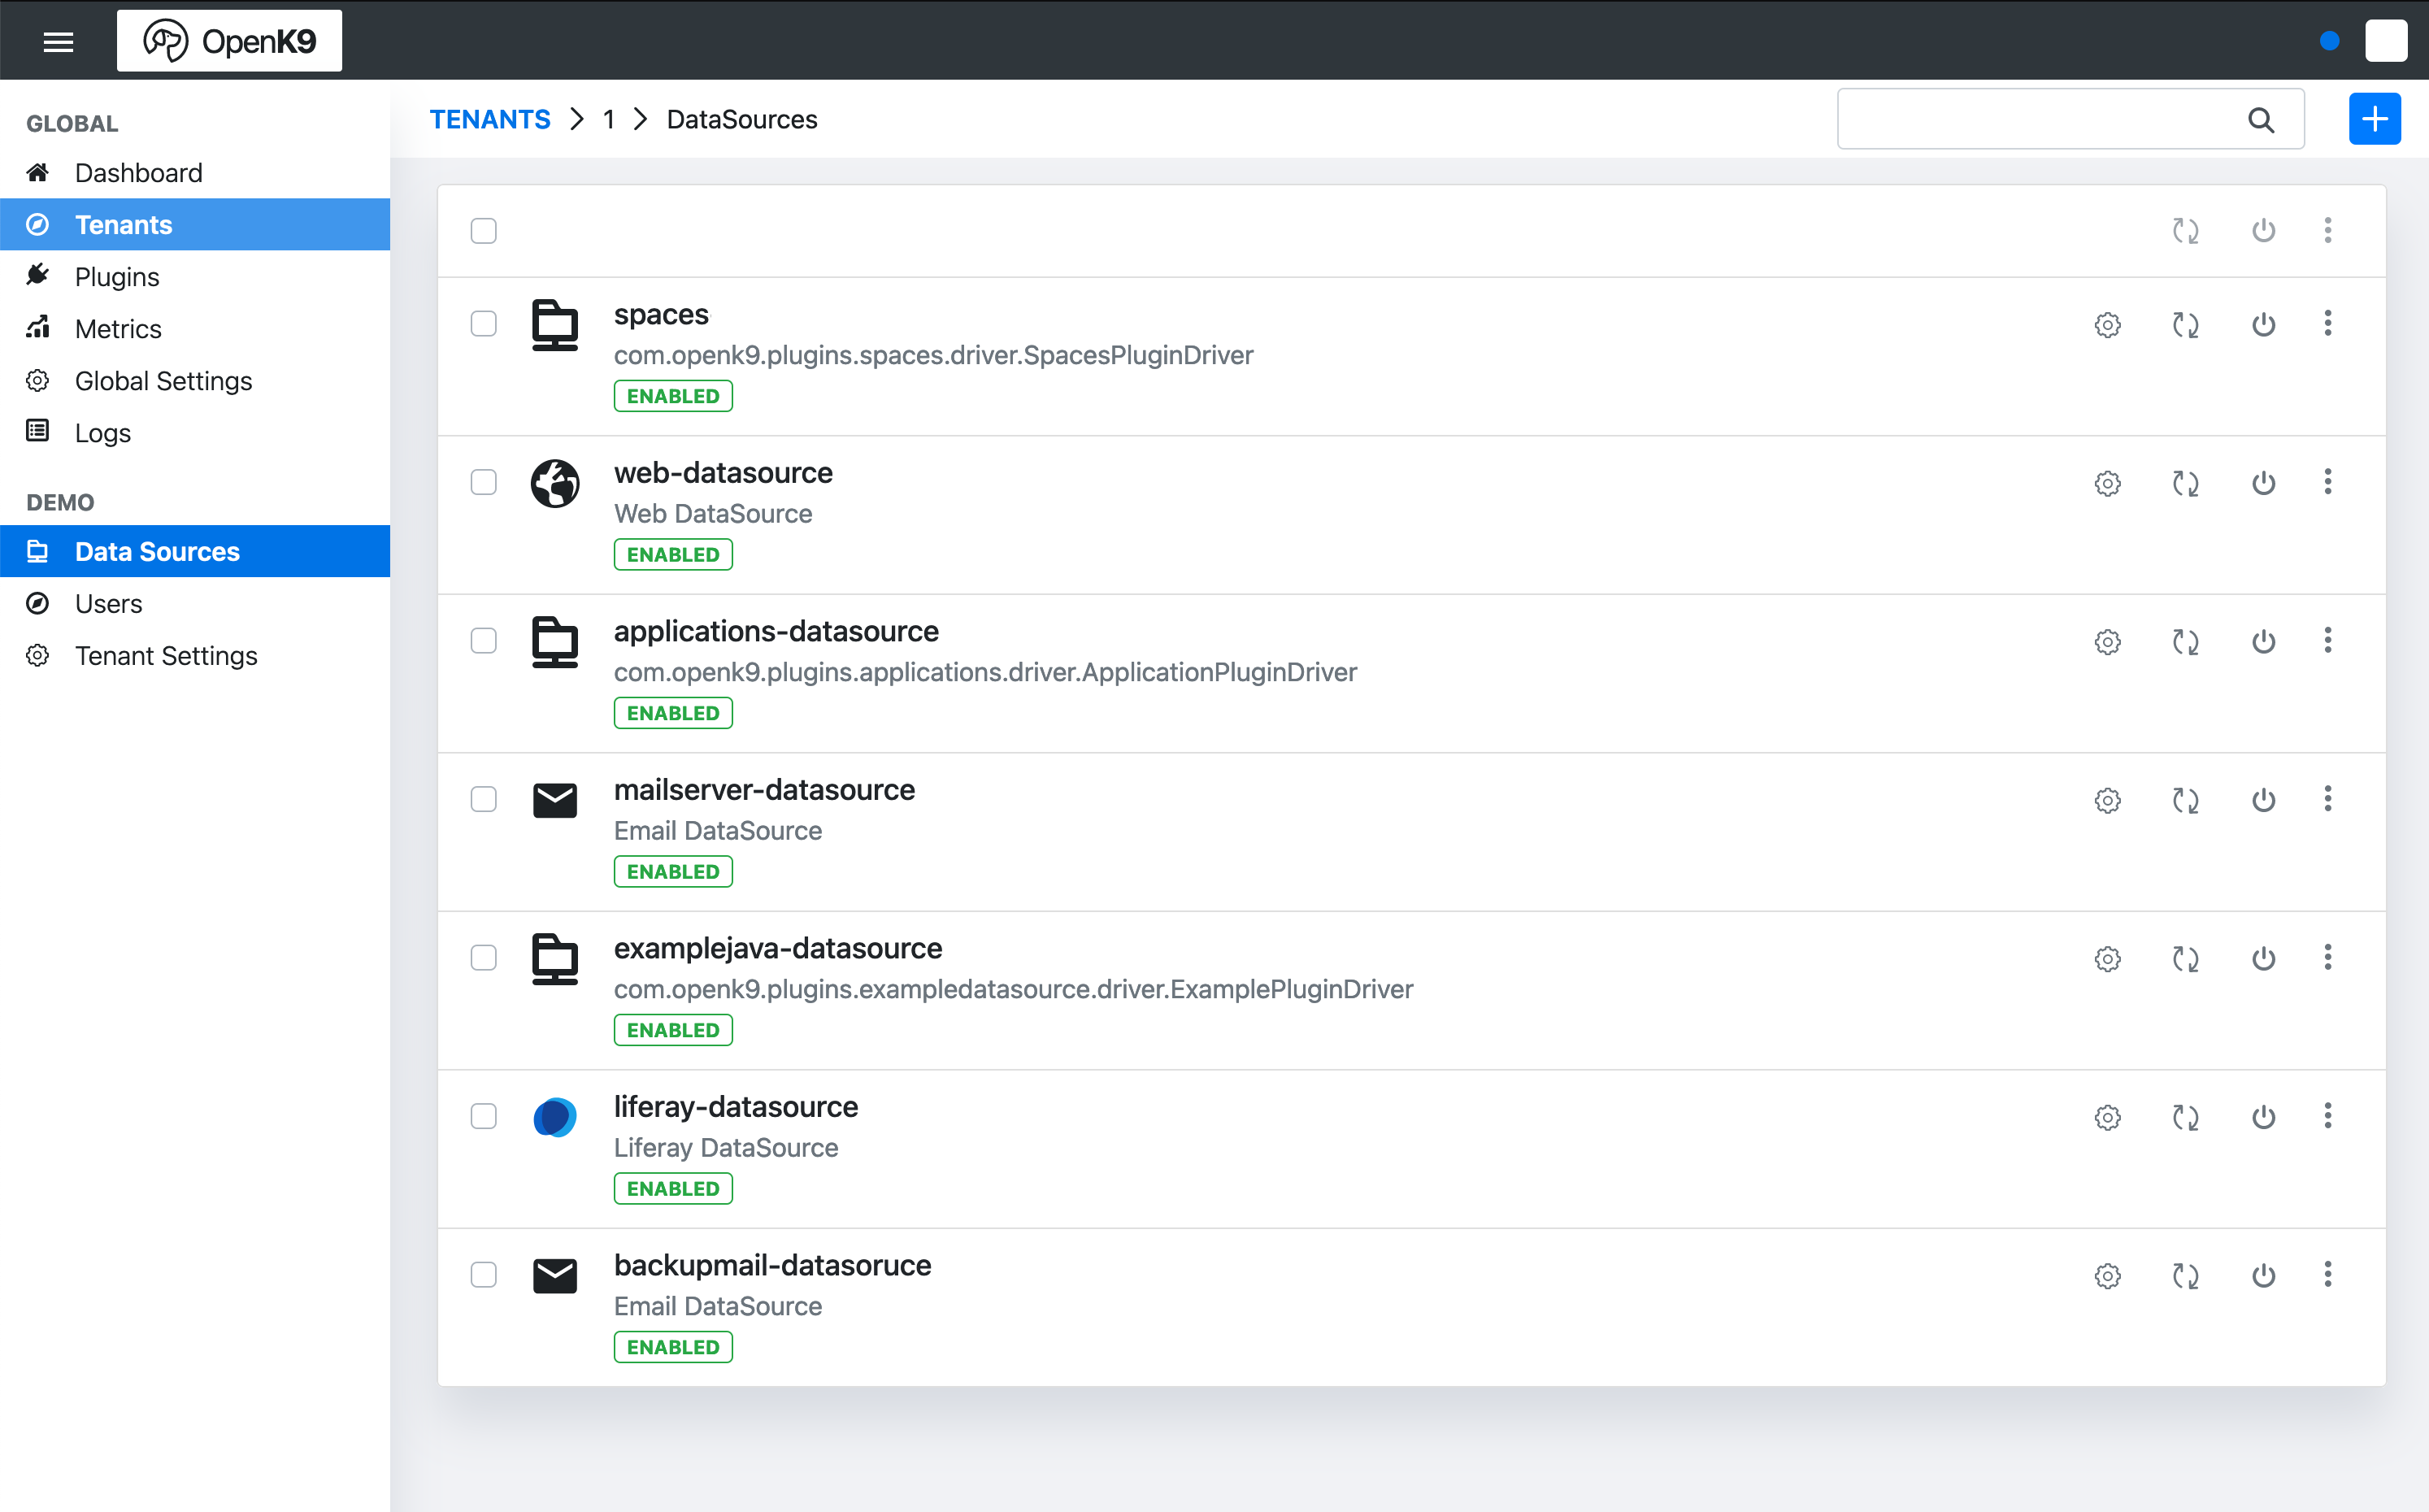 OpenK9
GLOBAL
Dashboard
Tenants
Plugins
Metrics
Global Settings
Logs
DEMO
Data Sources
Users
Tenant Settings
TENANTS > 1 > DataSources
spaces
com.openk9.plugins.spaces.driver.SpacesPluginDriver
ENABLED
web-datasource
Web DataSource
ENABLED
applications-datasource
com.openk9.plugins.applications.driver.ApplicationPluginDriver
ENABLED
mailserver-datasource
Email DataSource
ENABLED
examplejava-datasource
com.openk9.plugins.exampledatasource.driver.ExamplePluginDriver
ENABLED
liferay-datasource
Liferay DataSource
ENABLED
backupmail-datasoruce
Email DataSource
ENABLED